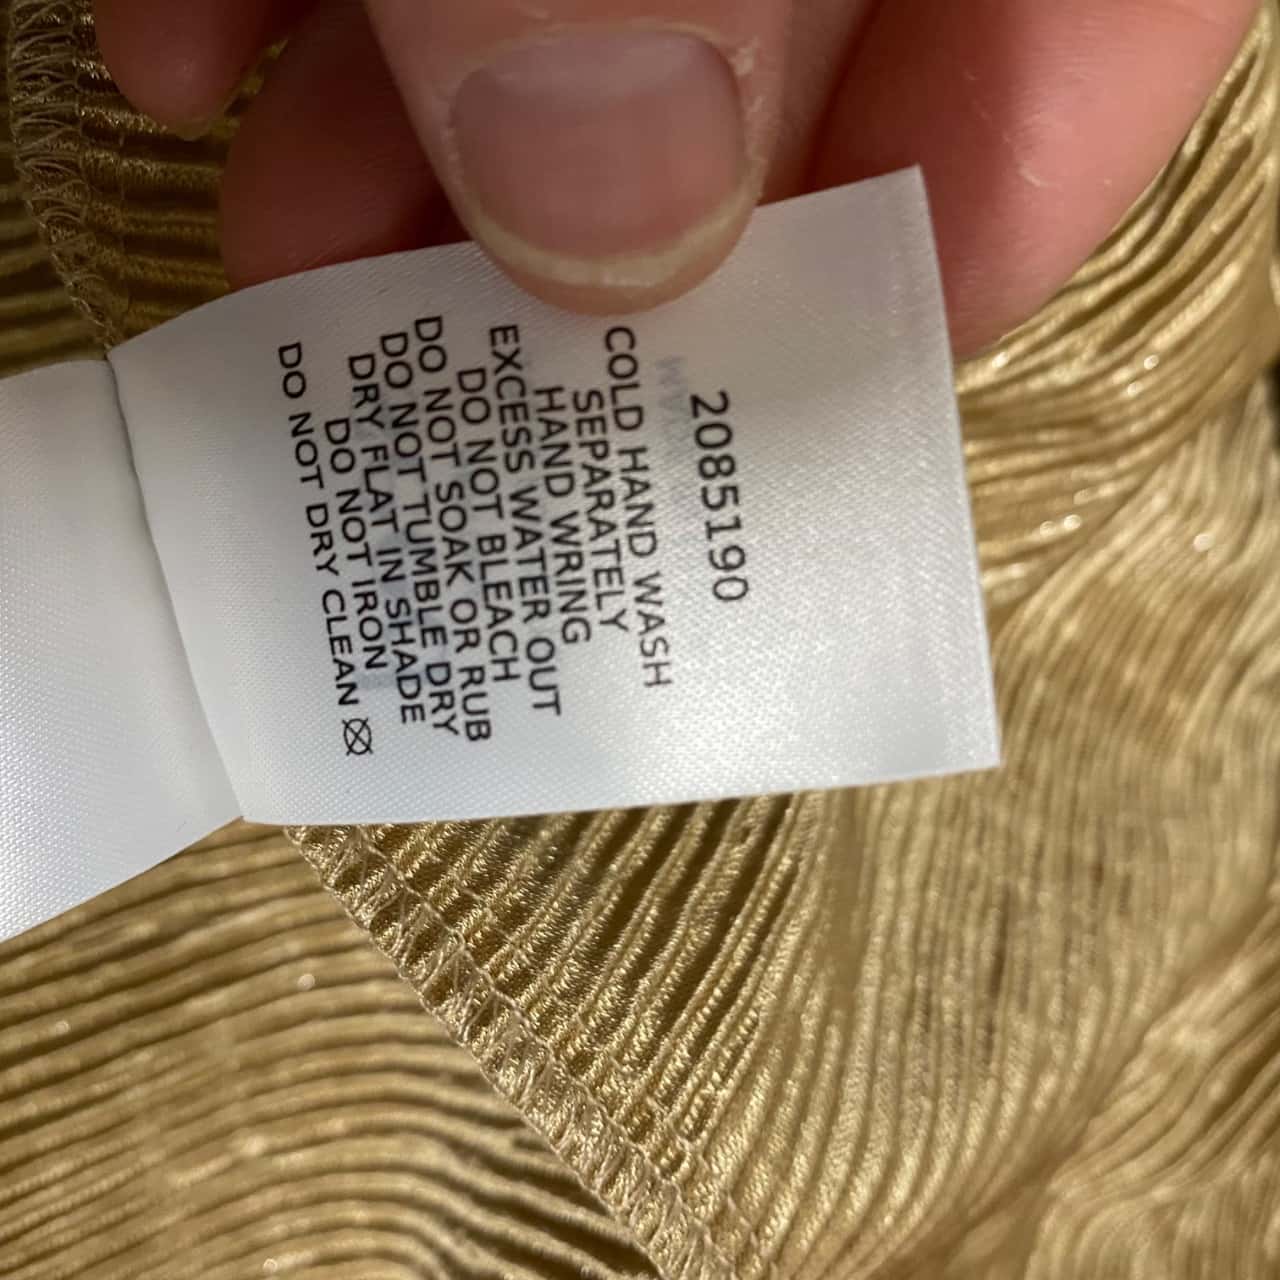 2085190
COLD HAND WASH
SEPARATELY
HAND WRING
EXCESS WATER OUT
DO NOT BLEACH
DO NOT SOAK OR RUB
DO NOT TUMBLE DRY
DRY FLAT IN SHADE
DO NOT IRON
DO NOT DRY CLEAN